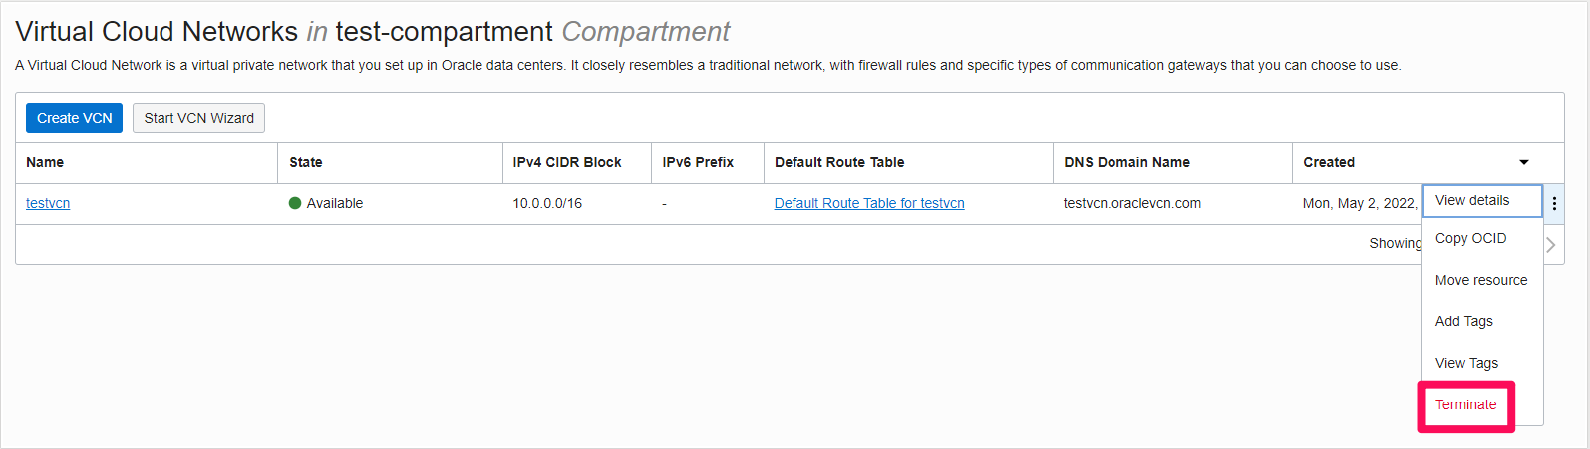 Virtual Cloud Networks in test-compartment Compartment
A Virtual Cloud Network is a virtual private network that you set up in Oracle data centers. It closely resembles a traditional network, with firewall rules and specific types of communication gateways that you can choose to use.
Create VCN Start VCN Wizard
Name State IPv4 CIDR Block IPv6 Prefix Default Route Table DNS Domain Name Created
testvcn Available 10.0.0.0/16 - Default Route Table for testvcn testvcn.oraclevcn.com Mon, May 2, 2022,
View details
Showing
Copy OCID
Move resource
Add Tags
View Tags
Terminate